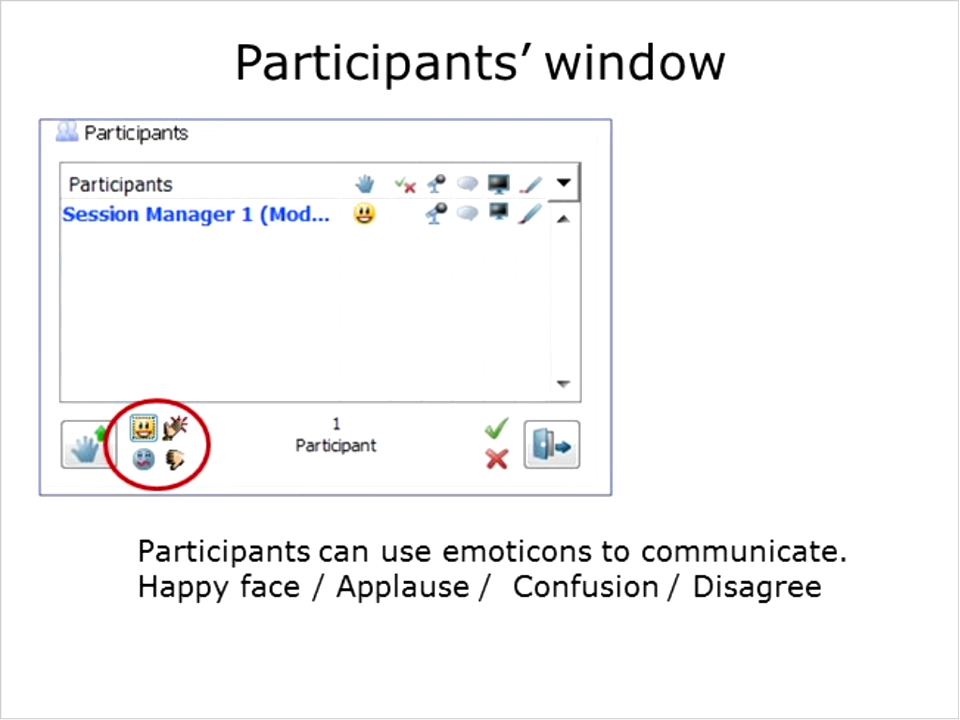 Participants’ window
Participants
Participants
Session Manager 1 (Mod...
1
Participant
Participants can use emoticons to communicate.
Happy face / Applause / Confusion / Disagree